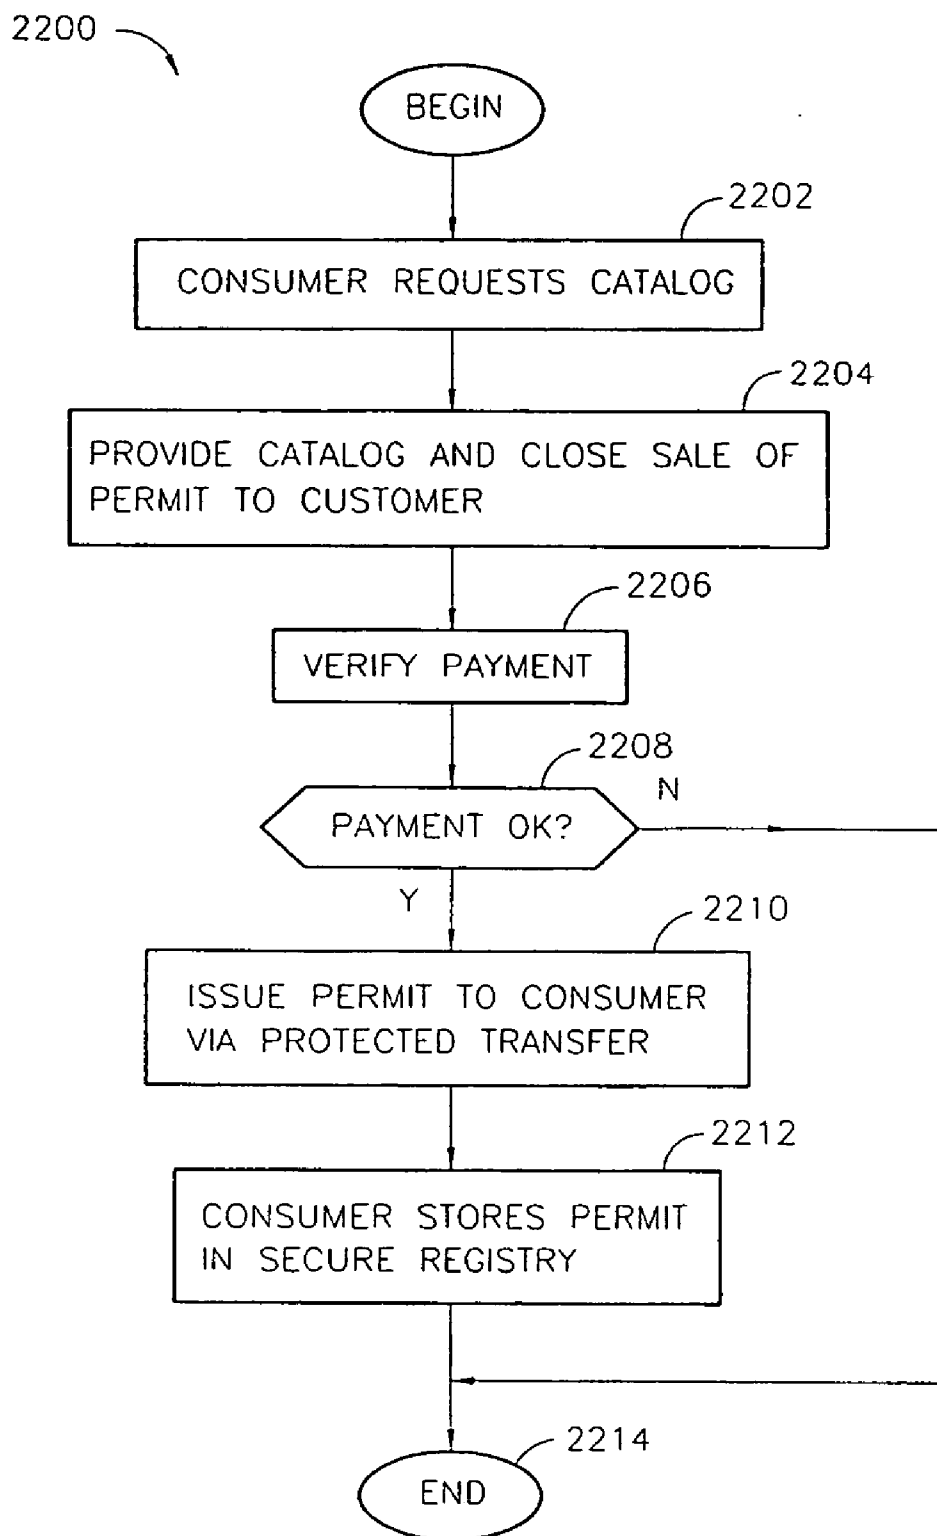 2200
BEGIN
2202
CONSUMER REQUESTS CATALOG
2204
PROVIDE CATALOG AND CLOSE SALE OF
PERMIT TO CUSTOMER
2206
VERIFY PAYMENT
2208
N
PAYMENT OK?
Y
2210
ISSUE PERMIT TO CONSUMER
VIA PROTECTED TRANSFER
2212
CONSUMER STORES PERMIT
IN SECURE REGISTRY
2214
END